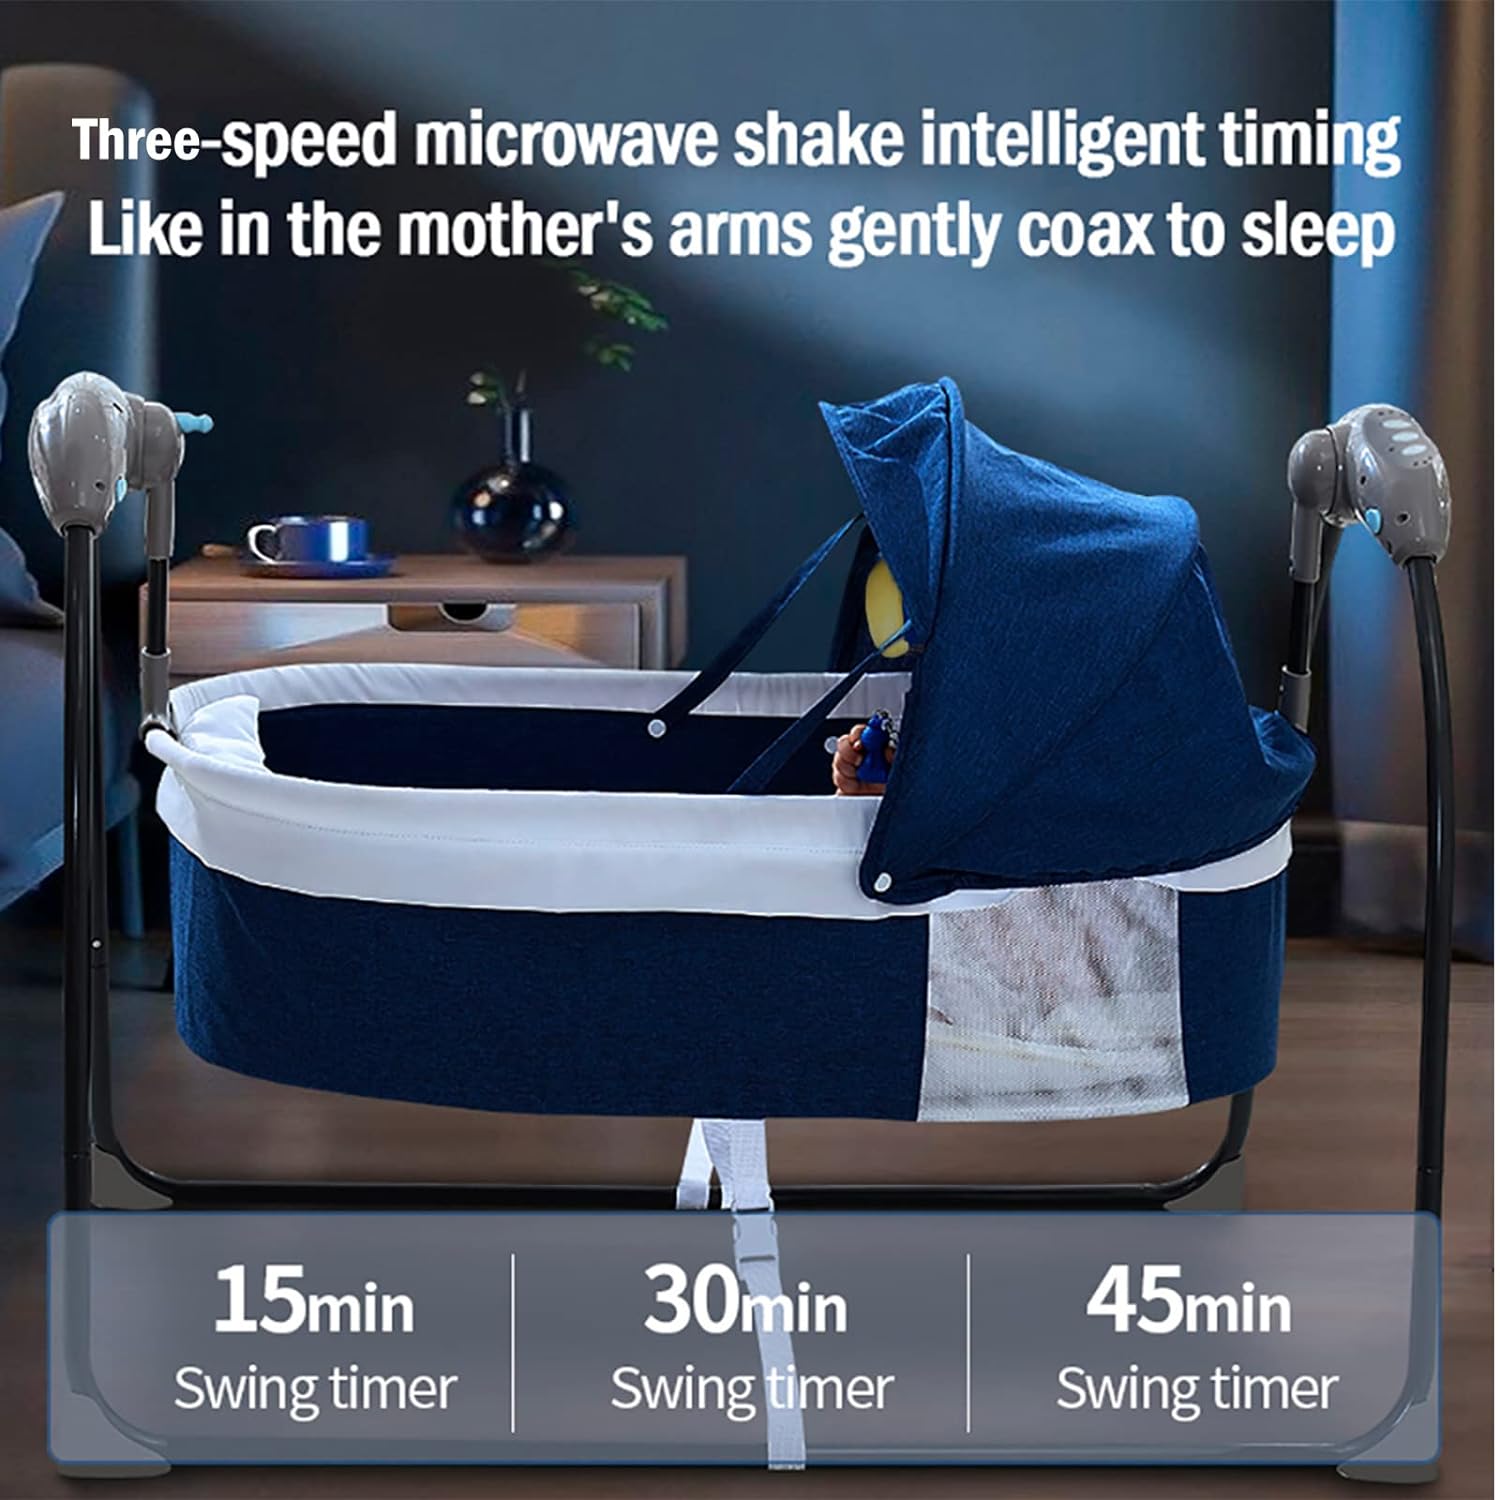 Three-speed microwave shake intelligent timing
Like in the mother's arms gently coax to sleep
15min
30min
45min
Swing timer
Swing timer
Swing timer